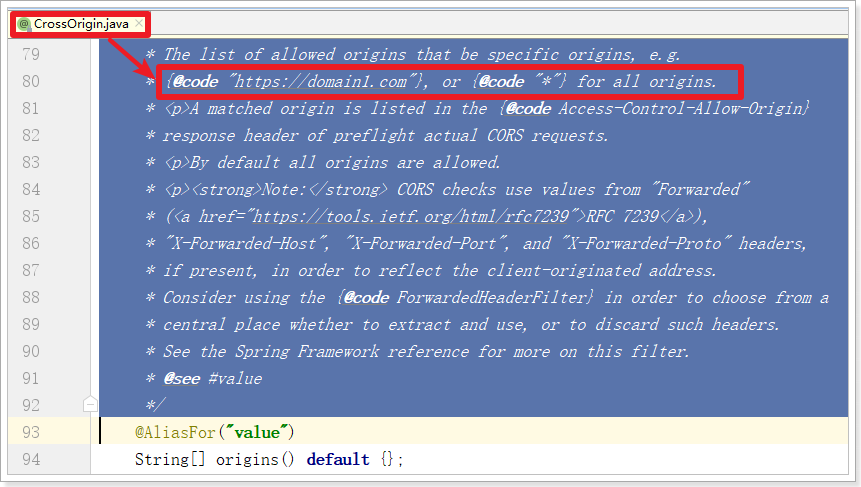 CrossOrigin.java
79 * The list of allowed origins that be specific origins, e.g.
80 * {@code "https://domain1.com"}, or {@code "*"} for all origins.
81 * <p>A matched origin is listed in the {@code Access-Control-Allow-Origin}
82 * response header of preflight actual CORS requests.
83 * <p>By default all origins are allowed.
84 * <p><strong>Note:</strong> CORS checks use values from "Forwarded"
85 * (<a href="https://tools.ietf.org/html/rfc7239">RFC 7239</a>),
86 * "X-Forwarded-Host", "X-Forwarded-Port", and "X-Forwarded-Proto" headers,
87 * if present, in order to reflect the client-originated address.
88 * Consider using the {@code ForwardedHeaderFilter} in order to choose from a
89 * central place whether to extract and use, or to discard such headers.
90 * See the Spring Framework reference for more on this filter.
91 * @see #value
92 */
93 @AliasFor("value")
94 String[] origins() default {};